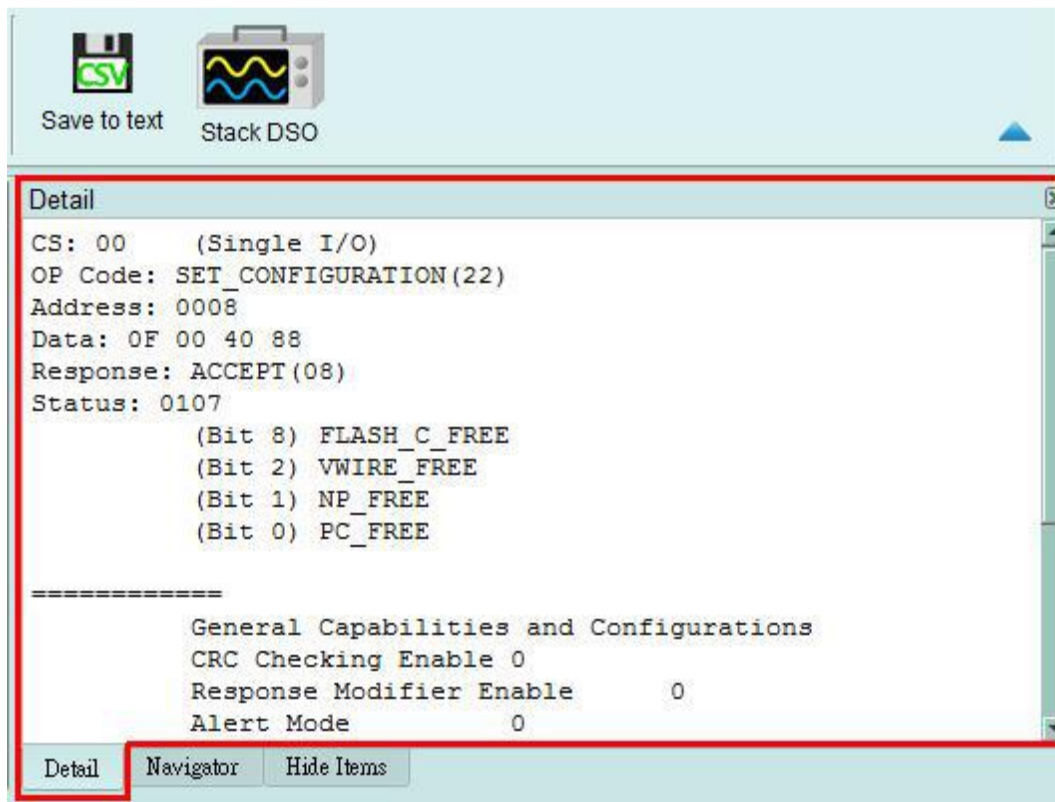 CSV
Save to text
Stack DSO
Detail
CS: 00 (Single I/O)
OP Code: SET_CONFIGURATION(22)
Address: 0008
Data: 0F 00 40 88
Response: ACCEPT(08)
Status: 0107
(Bit 8) FLASH_C_FREE
(Bit 2) VWIRE_FREE
(Bit 1) NP_FREE
(Bit 0) PC_FREE
============
General Capabilities and Configurations
CRC Checking Enable 0
Response Modifier Enable 0
Alert Mode 0
Detail Navigator Hide Items